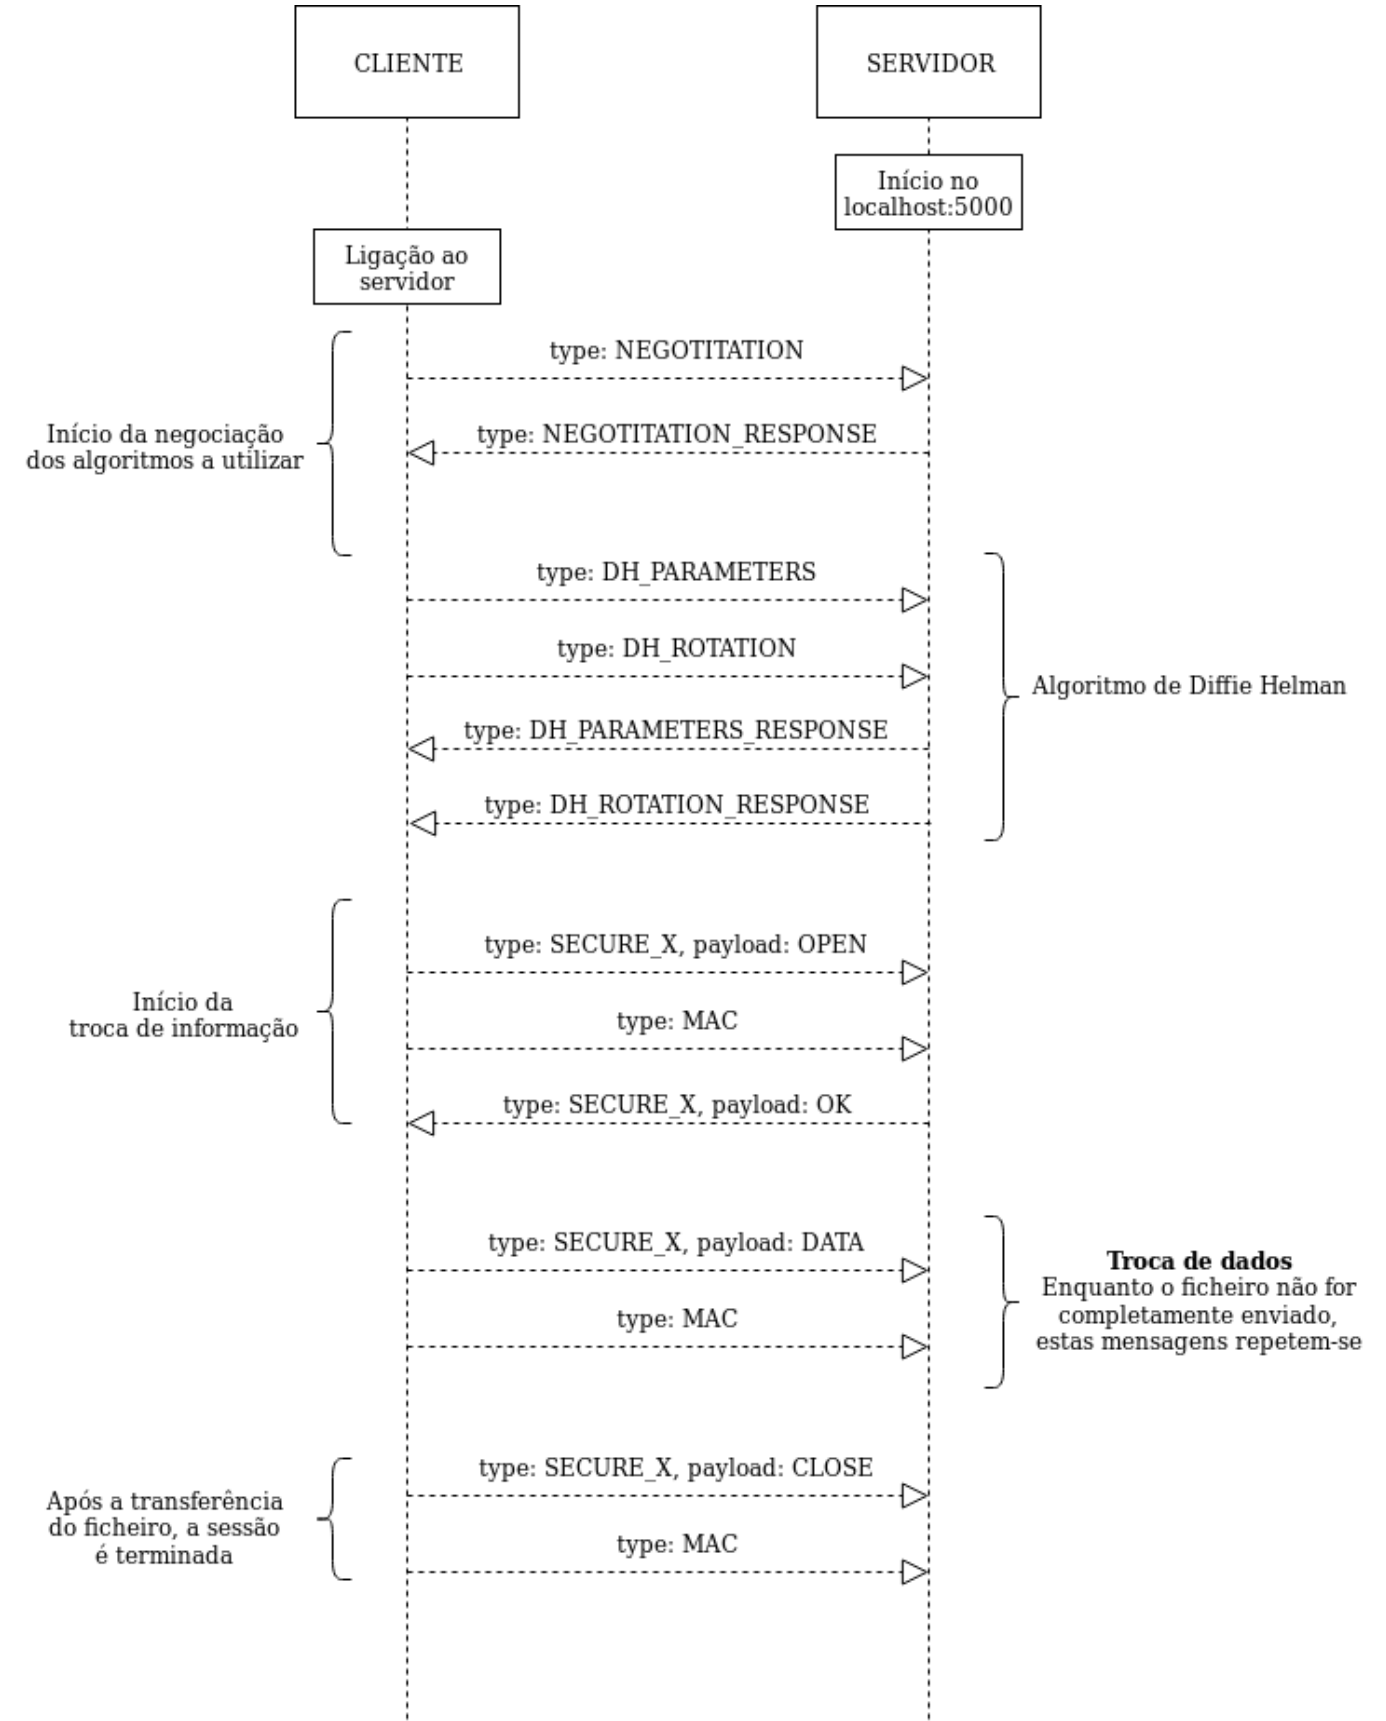 CLIENTE
SERVIDOR
Início no
localhost:5000
Ligação ao
servidor
type: NEGOTITATION
type: NEGOTITATION_RESPONSE
Início da negociação
dos algoritmos a utilizar
type: DH_PARAMETERS
type: DH_ROTATION
type: DH_PARAMETERS_RESPONSE
type: DH_ROTATION_RESPONSE
Algoritmo de Diffie Helman
type: SECURE_X, payload: OPEN
type: MAC
type: SECURE_X, payload: OK
Início da
troca de informação
type: SECURE_X, payload: DATA
type: MAC
Troca de dados
Enquanto o ficheiro não for
completamente enviado,
estas mensagens repetem-se
type: SECURE_X, payload: CLOSE
type: MAC
Após a transferência
do ficheiro, a sessão
é terminada